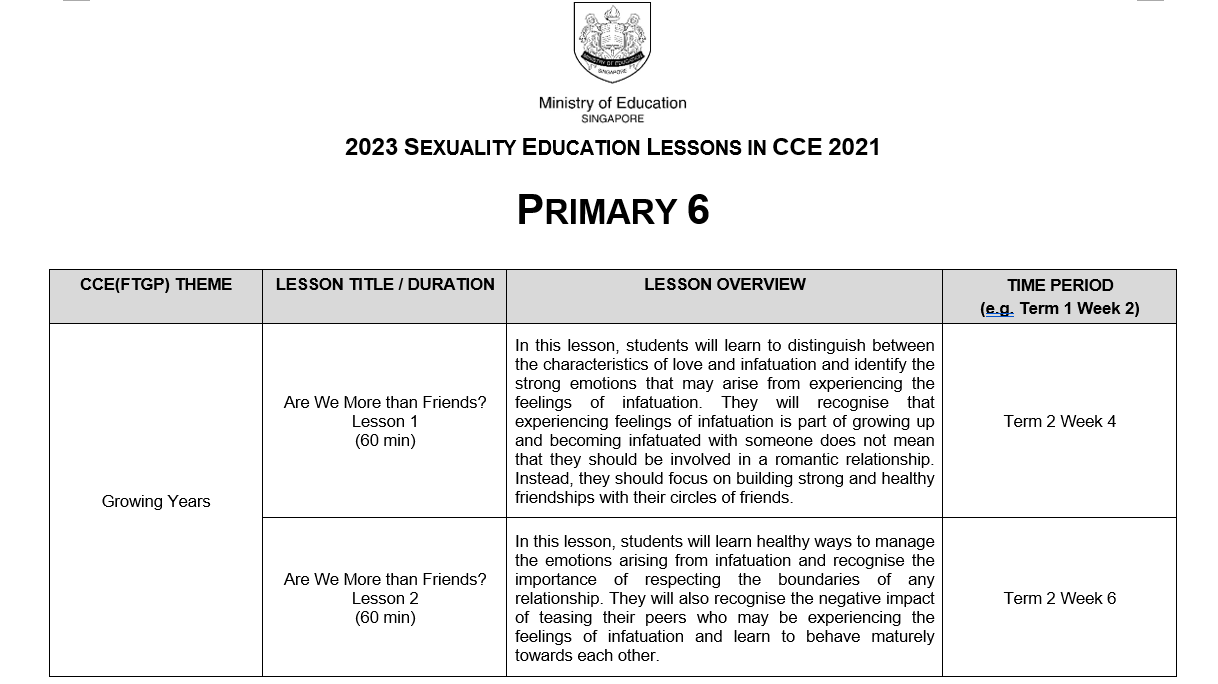 MINISTRY OF EDUCATION
SINGAPORE
Ministry of Education
SINGAPORE
2023 SEXUALITY EDUCATION LESSONS IN CCE 2021
PRIMARY 6
CCE(FTGP) THEME
LESSON TITLE / DURATION
LESSON OVERVIEW
TIME PERIOD
(e.g. Term 1 Week 2)
Growing Years
Are We More than Friends?
Lesson 1
(60 min)
In this lesson, students will learn to distinguish between
the characteristics of love and infatuation and identify the
strong emotions that may arise from experiencing the
feelings of infatuation. They will recognise that
experiencing feelings of infatuation is part of growing up
and becoming infatuated with someone does not mean
that they should be involved in a romantic relationship.
Instead, they should focus on building strong and healthy
friendships with their circles of friends.
Term 2 Week 4
Are We More than Friends?
Lesson 2
(60 min)
In this lesson, students will learn healthy ways to manage
the emotions arising from infatuation and recognise the
importance of respecting the boundaries of any
relationship. They will also recognise the negative impact
of teasing their peers who may be experiencing the
feelings of infatuation and learn to behave maturely
towards each other.
Term 2 Week 6